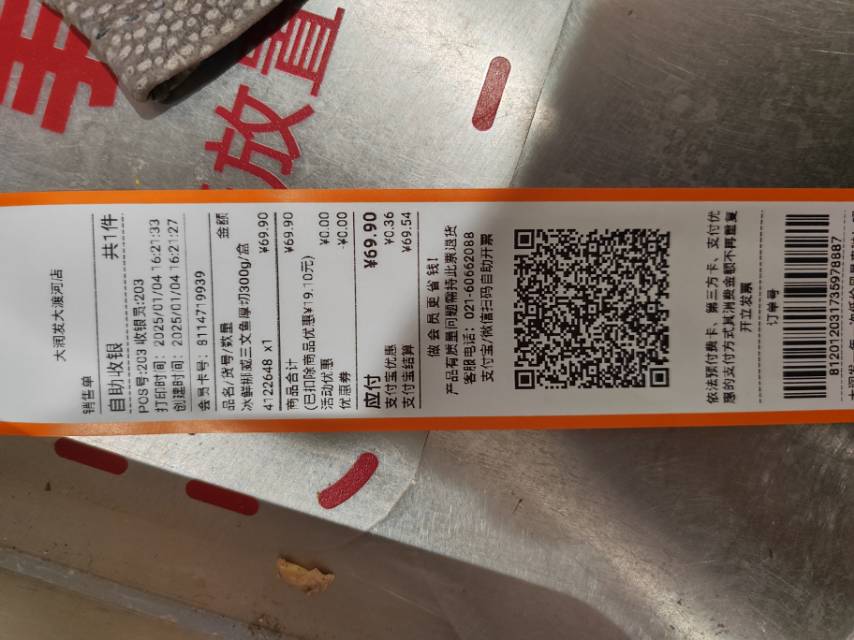 放置
大润发大渡河店
销售单
自助收银 共1件
POS号:203 收银员:203
打印时间: 2025/01/04 16:21:33
创建时间: 2025/01/04 16:21:27
会员卡号: 8114719939
品名/货号/数量 金额
冰鲜挪威三文鱼厚切300g/盒 ¥69.90
4122648 x1
商品合计 ¥69.90
(已扣除商品优惠¥19.10元)
活动优惠 ¥0.00
优惠券 -¥0.00
应付 ¥69.90
支付宝优惠 ¥0.36
支付宝结算 ¥69.54
做会员更省钱!
产品有质量问题需持此票退货
客服电话: 021-60662088
支付宝/微信扫码自助开票
依法预付费卡、第三方卡、支付优
惠的支付方式其消费金额不再重复
开立发票
订单号
812012031735978887